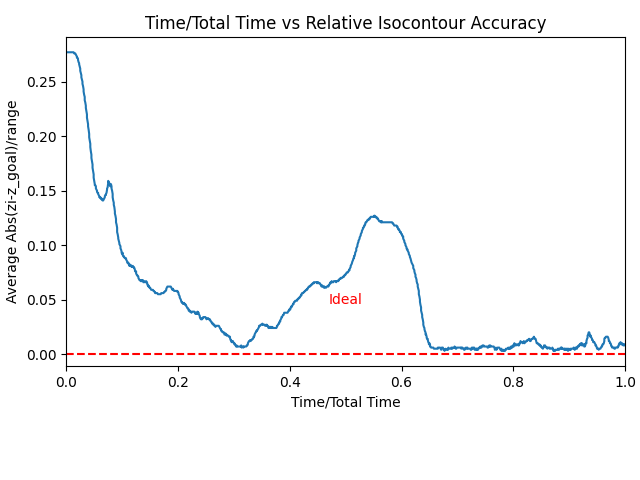 Time/Total Time vs Relative Isocontour Accuracy
Average Abs(zi-z_goal)/range
0.25
0.20
0.15
0.10
0.05
0.00
Ideal
0.0 0.2 0.4 0.6 0.8 1.0
Time/Total Time